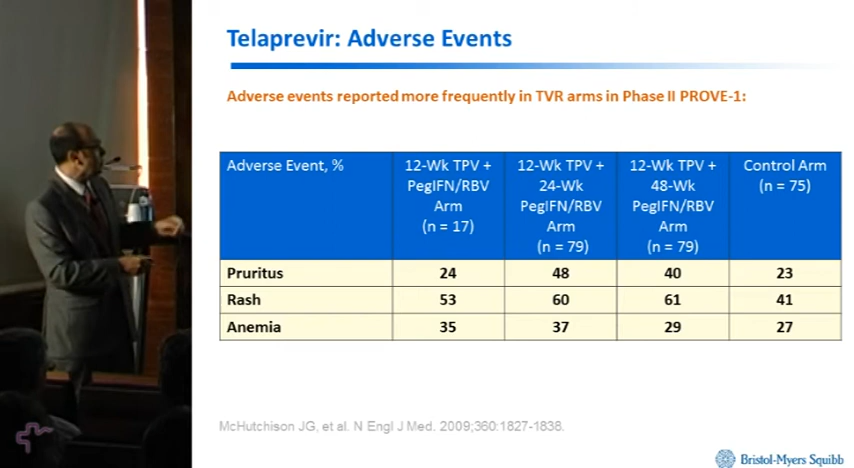 Telaprevir: Adverse Events
Adverse events reported more frequently in TVR arms in Phase II PROVE-1:
Adverse Event, % 12-Wk TPV + PegIFN/RBV Arm (n = 17) 12-Wk TPV + 24-Wk PegIFN/RBV Arm (n = 79) 12-Wk TPV + 48-Wk PegIFN/RBV Arm (n = 79) Control Arm (n = 75)
Pruritus 24 48 40 23
Rash 53 60 61 41
Anemia 35 37 29 27
McHutchison JG, et al. N Engl J Med. 2009;360:1827-1838.
Bristol-Myers Squibb